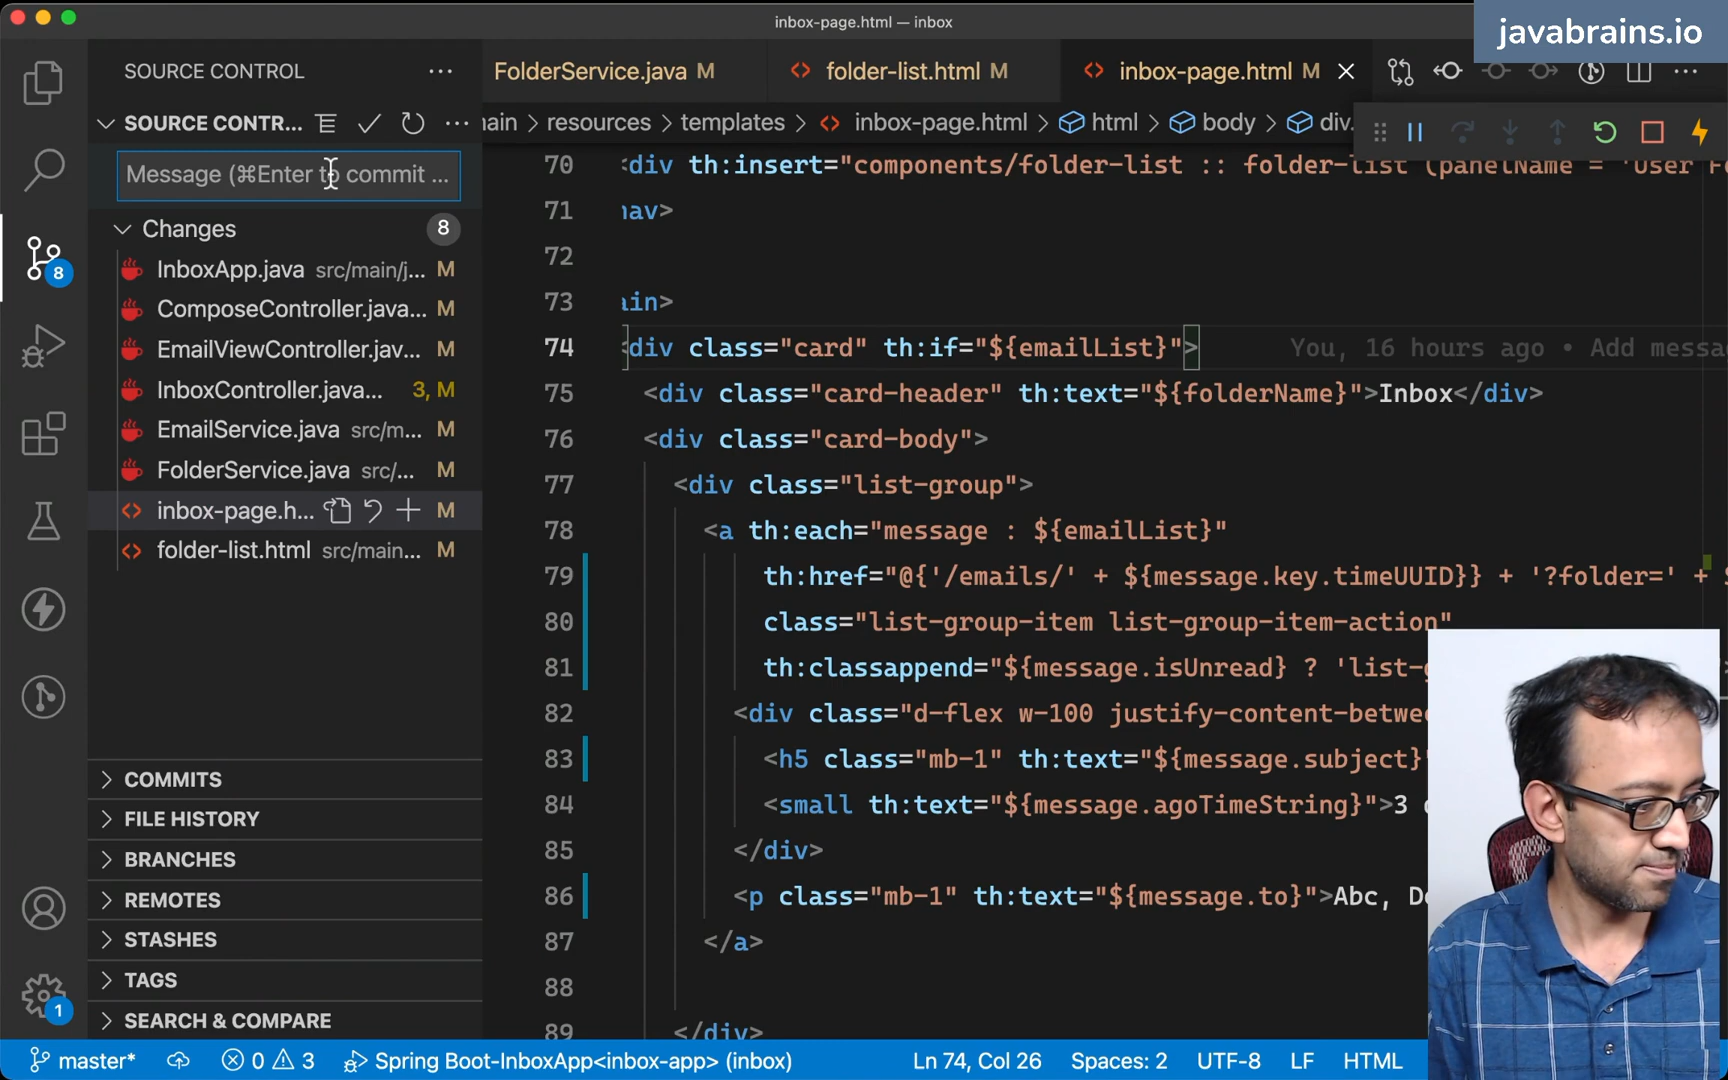 inbox-page.html — inbox
javabrains.io
SOURCE CONTROL
FolderService.java M
folder-list.html M
inbox-page.html M
SOURCE CONTR...
main > resources > templates > inbox-page.html > html > body > div.
Message (⌘Enter to commit ...
Changes 8
8
InboxApp.java src/main/j... M
ComposeController.java... M
EmailViewController.jav... M
InboxController.java... 3, M
EmailService.java src/m... M
FolderService.java src/... M
inbox-page.h... M
folder-list.html src/main... M
COMMITS
FILE HISTORY
BRANCHES
REMOTES
STASHES
TAGS
SEARCH & COMPARE
1
70 <div th:insert="components/folder-list :: folder-list (panelName = 'User F
71 nav>
72
73 ain>
74 <div class="card" th:if="${emailList}"> You, 16 hours ago • Add messa
75 <div class="card-header" th:text="${folderName}">Inbox</div>
76 <div class="card-body">
77 <div class="list-group">
78 <a th:each="message : ${emailList}"
79 th:href="@{'/emails/' + ${message.key.timeUUID}} + '?folder=' +
80 class="list-group-item list-group-item-action"
81 th:classappend="${message.isUnread} ? 'list-g
82 <div class="d-flex w-100 justify-content-betwee
83 <h5 class="mb-1" th:text="${message.subject}"
84 <small th:text="${message.agoTimeString}">3
85 </div>
86 <p class="mb-1" th:text="${message.to}">Abc, De
87 </a>
88
89 </div>
master* 0 3 Spring Boot-InboxApp<inbox-app> (inbox) Ln 74, Col 26 Spaces: 2 UTF-8 LF HTML